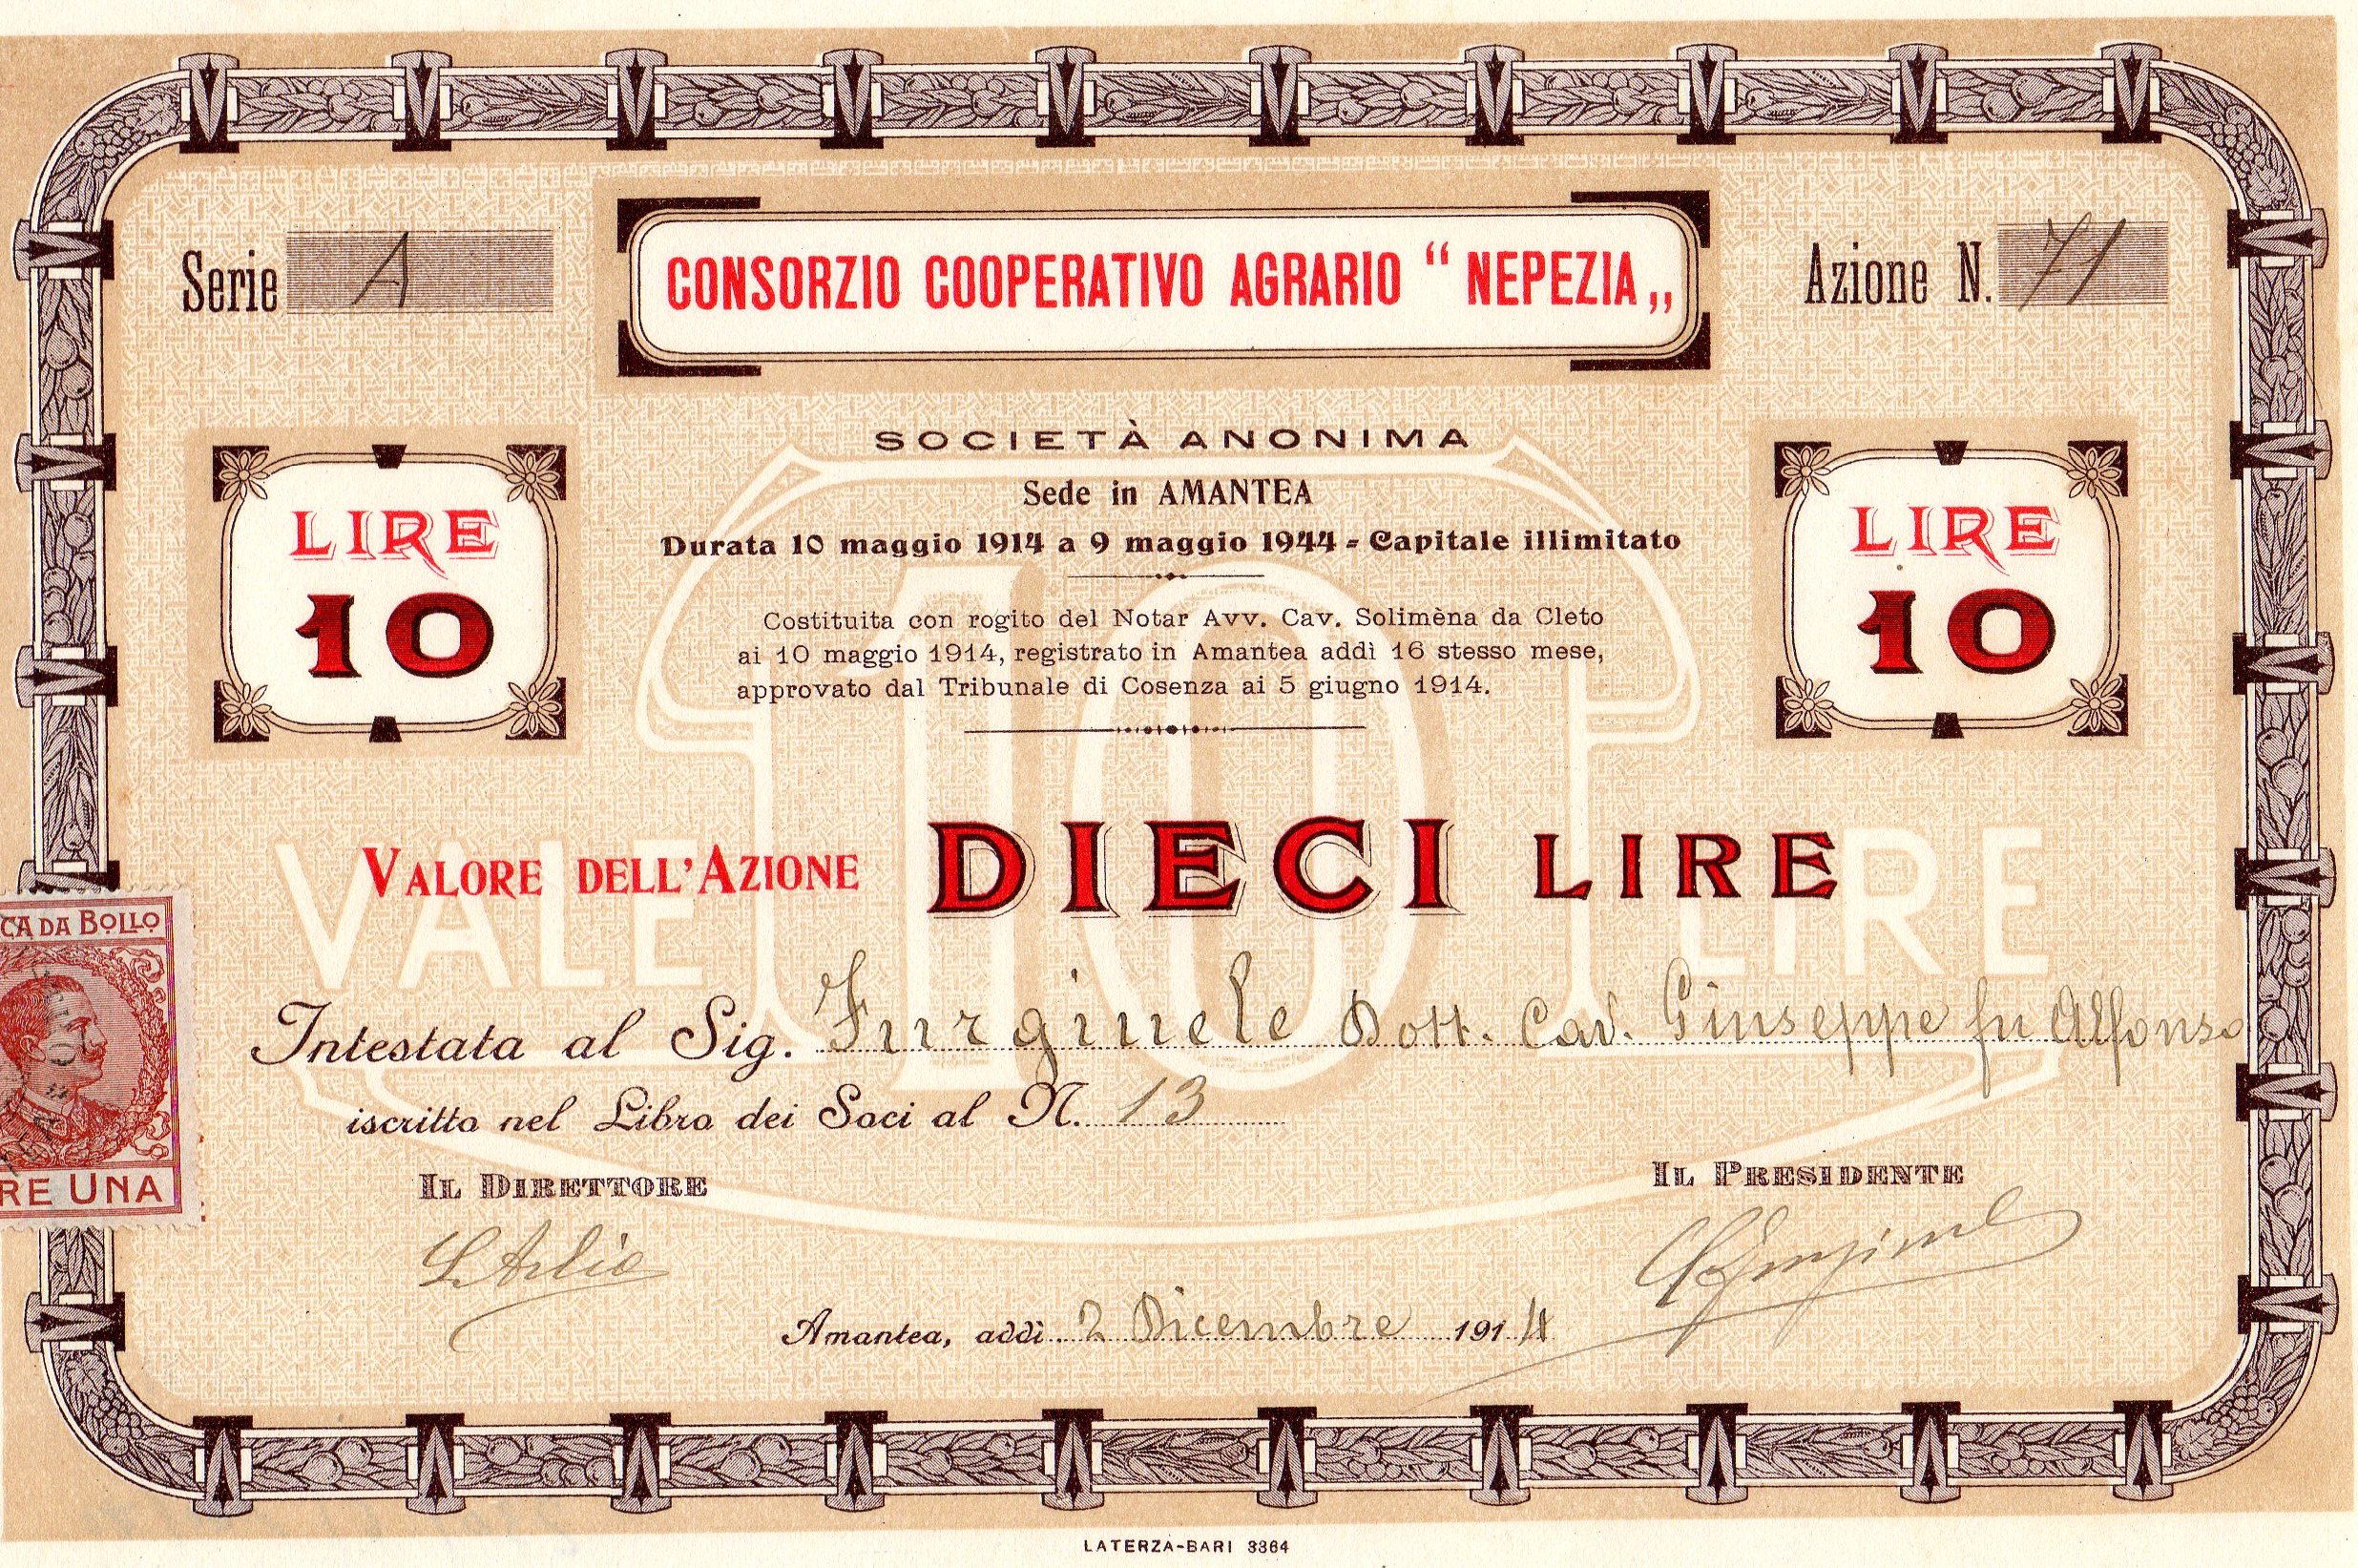 Serie A
CONSORZIO COOPERATIVO AGRARIO “ NEPEZIA „
Azione N. 71
SOCIETÀ ANONIMA
Sede in AMANTEA
Durata 10 maggio 1914 a 9 maggio 1944 - Capitale illimitato
LIRE
10
LIRE
10
Costituita con rogito del Notar Avv. Cav. Solimèna da Cleto
ai 10 maggio 1914, registrato in Amantea addì 16 stesso mese,
approvato dal Tribunale di Cosenza ai 5 giugno 1914.
VALE 10 LIRE
VALORE DELL'AZIONE DIECI LIRE
CA DA BOLLO
Intestata al Sig. Furgiuele Dott. Cav. Giuseppe fu Alfonso
iscritto nel Libro dei Soci al N. 13
RE UNA
IL DIRETTORE
IL PRESIDENTE
L. Arlia
Amantea, addì 2 Dicembre 1914
LATERZA-BARI 3364